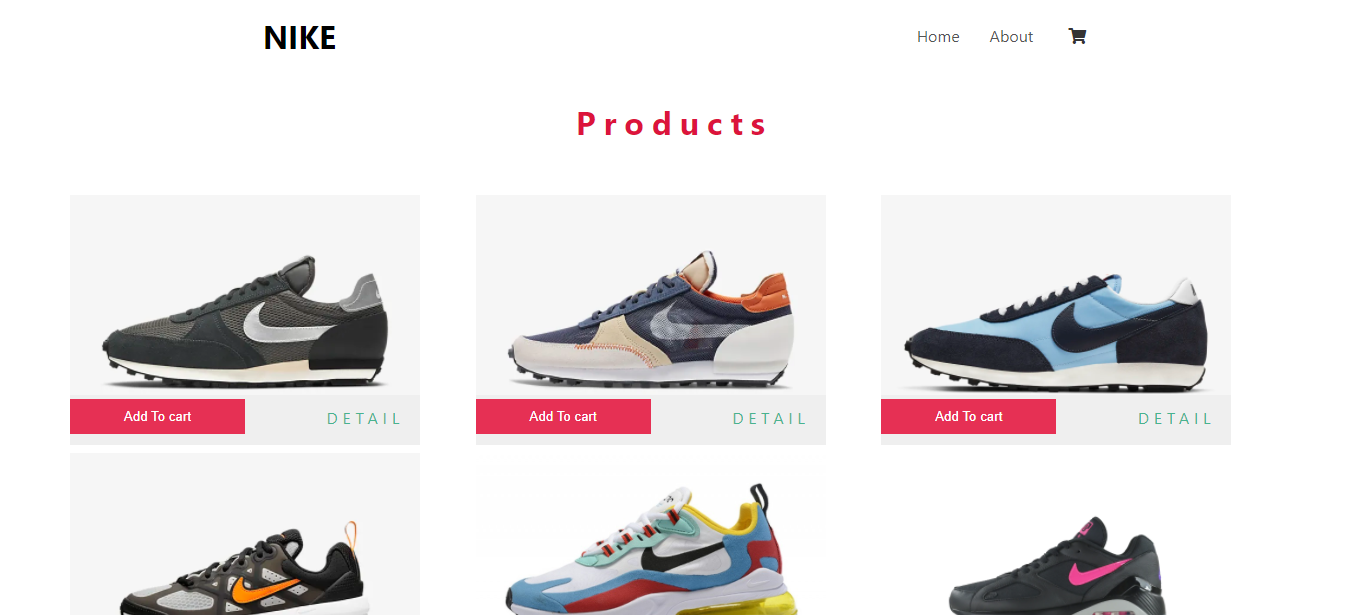 NIKE
Home About
Products
Add To cart DETAIL
Add To cart DETAIL
Add To cart DETAIL